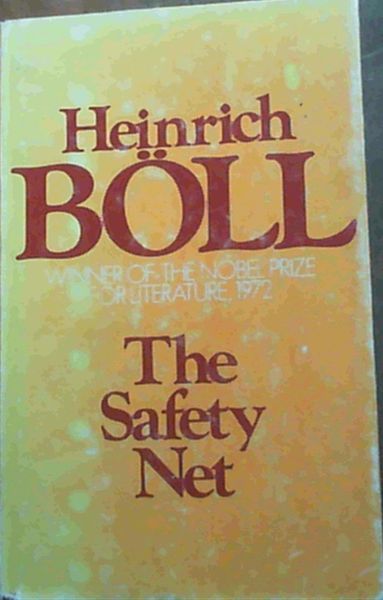 Heinrich
BÖLL
WINNER OF THE NOBEL PRIZE
FOR LITERATURE, 1972
The
Safety
Net